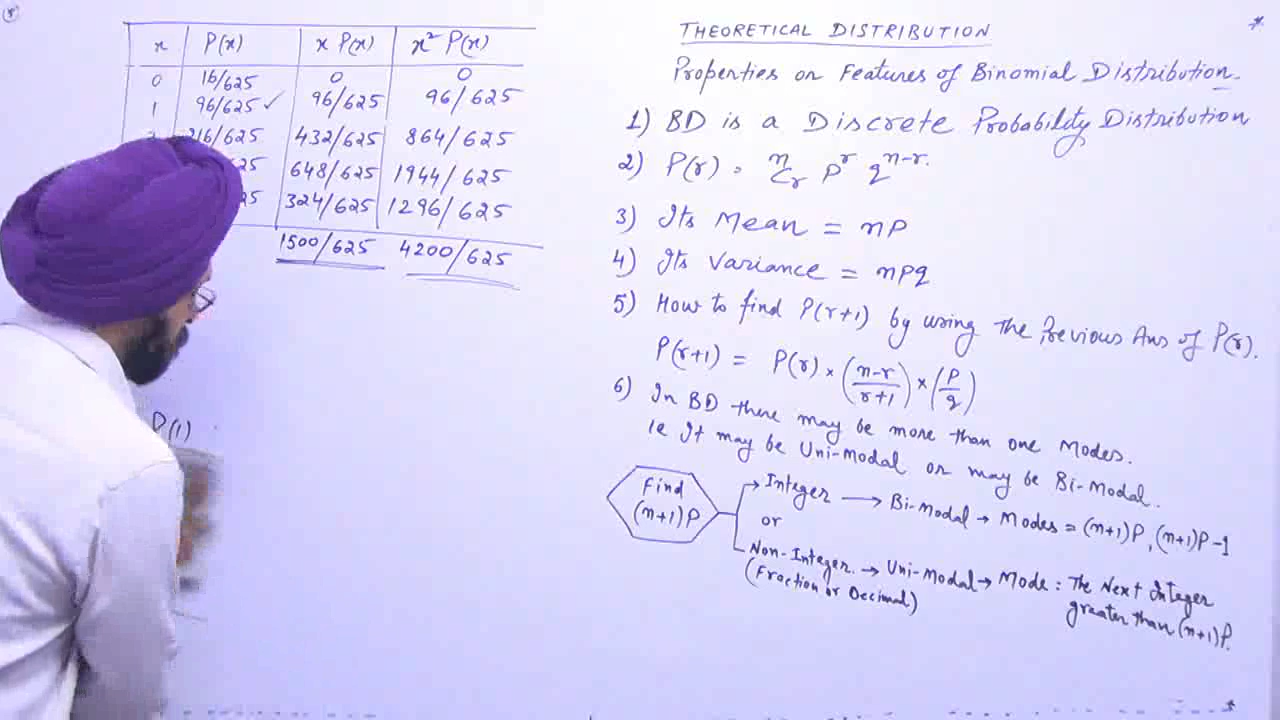 x P(x) x P(x) x² P(x)
0 16/625 0 0
1 96/625 ✓ 96/625 96/625
216/625 432/625 864/625
25 648/625 1944/625
25 324/625 1296/625
1500/625 4200/625
P(1)
THEORETICAL DISTRIBUTION
Properties or Features of Binomial Distribution.
1) BD is a Discrete Probability Distribution
2) P(r) = ⁿCᵣ pʳ qⁿ⁻ʳ.
3) Its Mean = np
4) Its Variance = npq
5) How to find P(r+1) by using the Previous Ans of P(r).
P(r+1) = P(r) × (n-r/r+1) × (p/q)
6) In BD there may be more than one Modes.
ie It may be Uni-Modal or may be Bi-Modal.
Find (n+1)P
→ Integer → Bi-modal → Modes = (n+1)P, (n+1)P-1
or
Non-Integer. → Uni-Modal → Mode : The Next Integer
(Fraction or Decimal) greater than (n+1)P.